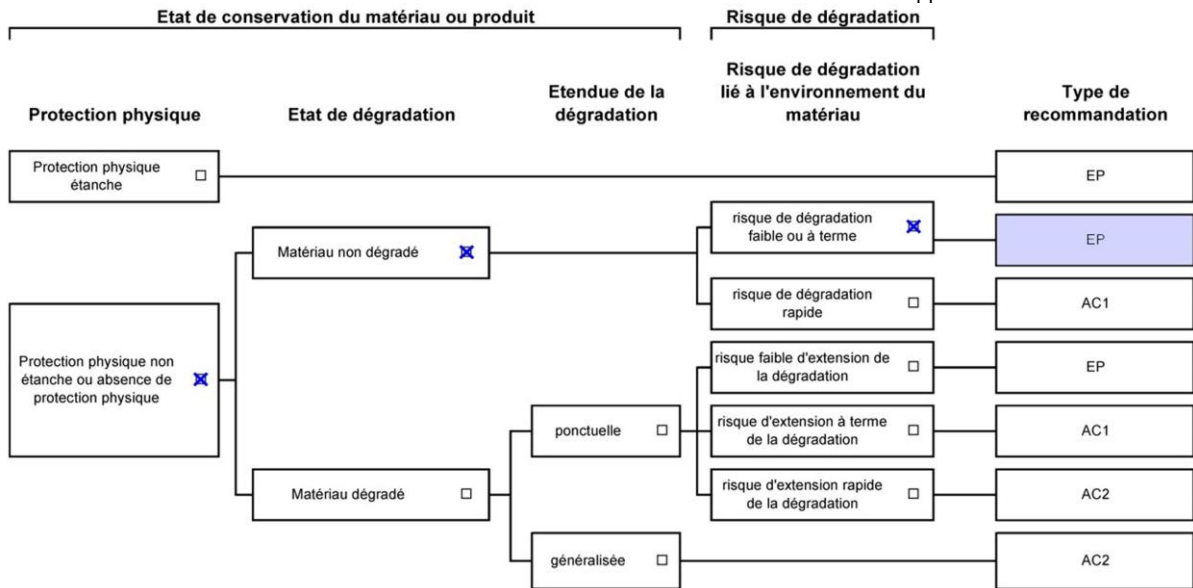 Etat de conservation du matériau ou produit
Risque de dégradation
Protection physique
Etat de dégradation
Etendue de la
dégradation
Risque de dégradation
lié à l'environnement du
matériau
Type de
recommandation
Protection physique
étanche
EP
Protection physique non
étanche ou absence de
protection physique
Matériau non dégradé
risque de dégradation
faible ou à terme
EP
risque de dégradation
rapide
AC1
Matériau dégradé
ponctuelle
risque faible d'extension de
la dégradation
EP
risque d'extension à terme
de la dégradation
AC1
risque d'extension rapide
de la dégradation
AC2
généralisée
AC2